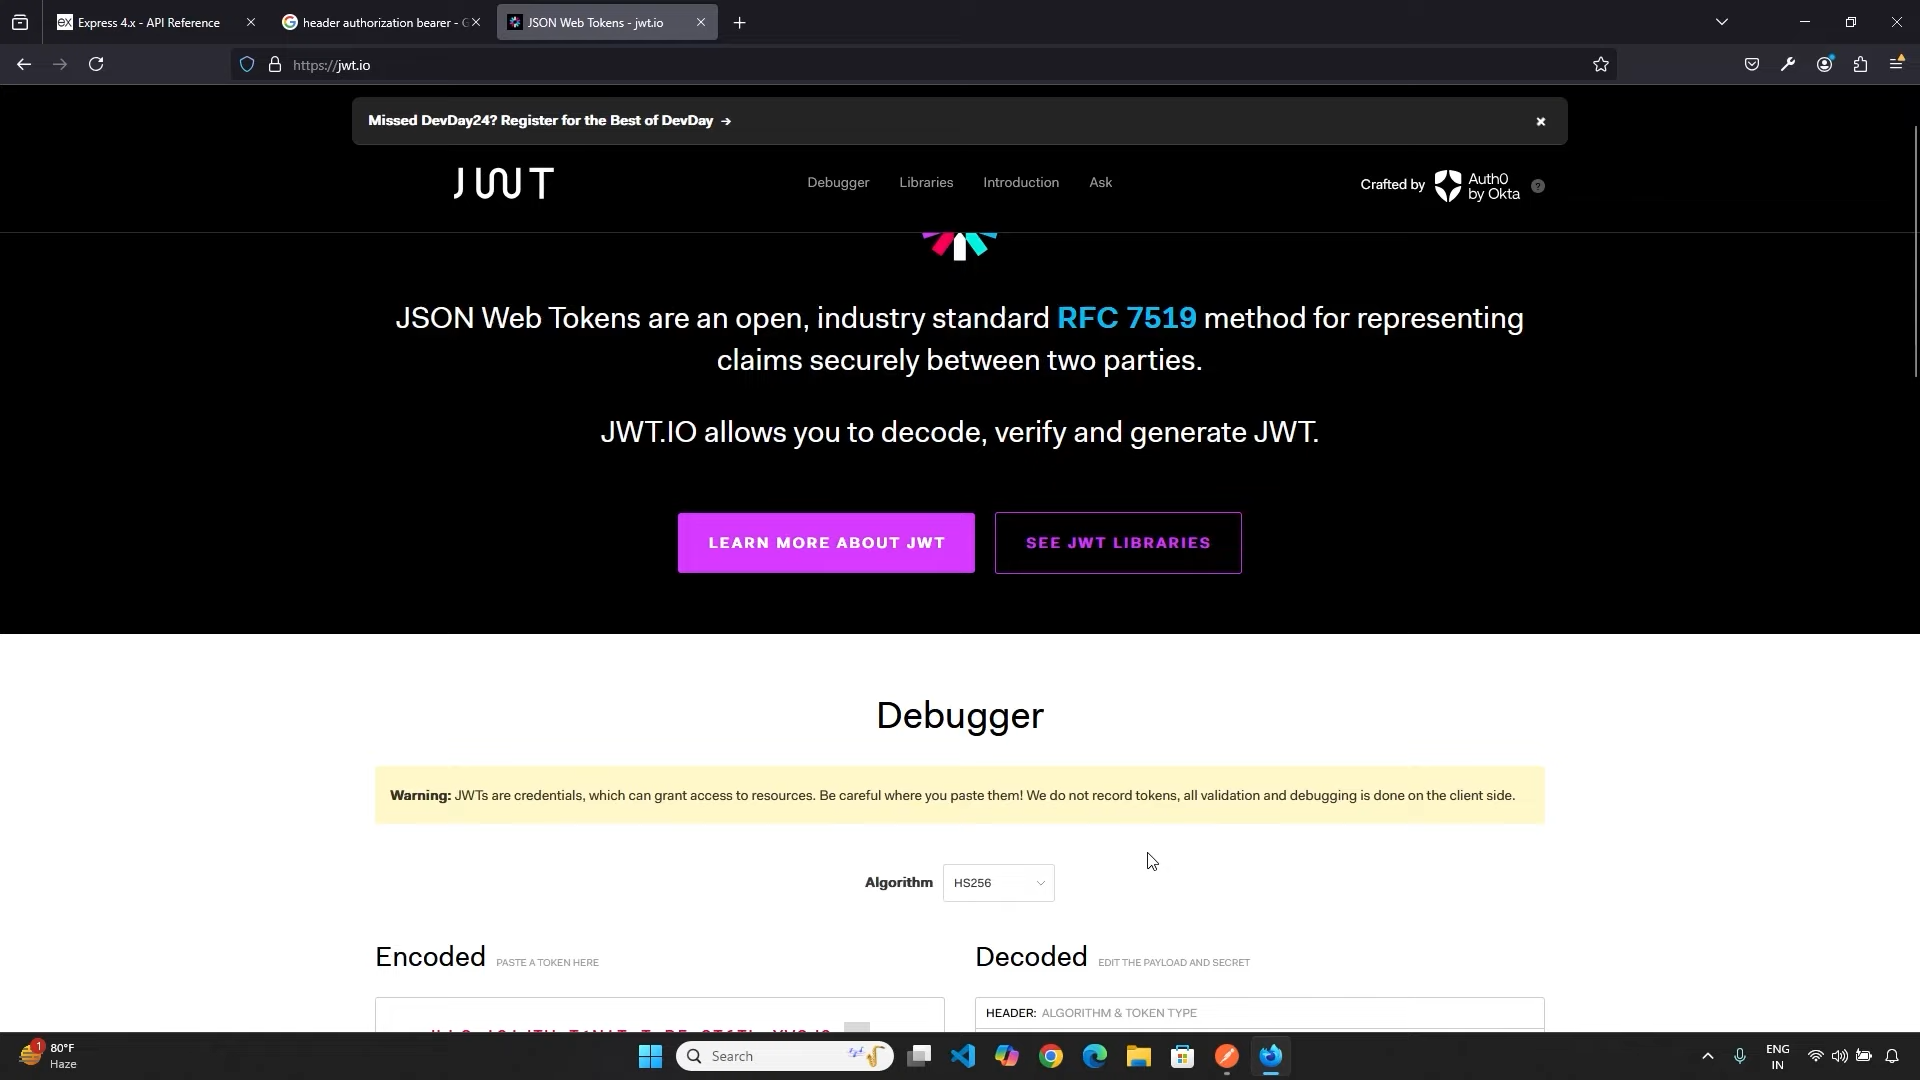 Express 4.x - API Reference
header authorization bearer - G
JSON Web Tokens - jwt.io
https://jwt.io
Missed DevDay24? Register for the Best of DevDay →
JWT
Debugger
Libraries
Introduction
Ask
Crafted by
Auth0
by Okta
?
JSON Web Tokens are an open, industry standard RFC 7519 method for representing
claims securely between two parties.
JWT.IO allows you to decode, verify and generate JWT.
LEARN MORE ABOUT JWT
SEE JWT LIBRARIES
Debugger
Warning: JWTs are credentials, which can grant access to resources. Be careful where you paste them! We do not record tokens, all validation and debugging is done on the client side.
Algorithm
HS256
Encoded PASTE A TOKEN HERE
Decoded EDIT THE PAYLOAD AND SECRET
HEADER: ALGORITHM & TOKEN TYPE
1
80°F
Haze
Search
ENG
IN